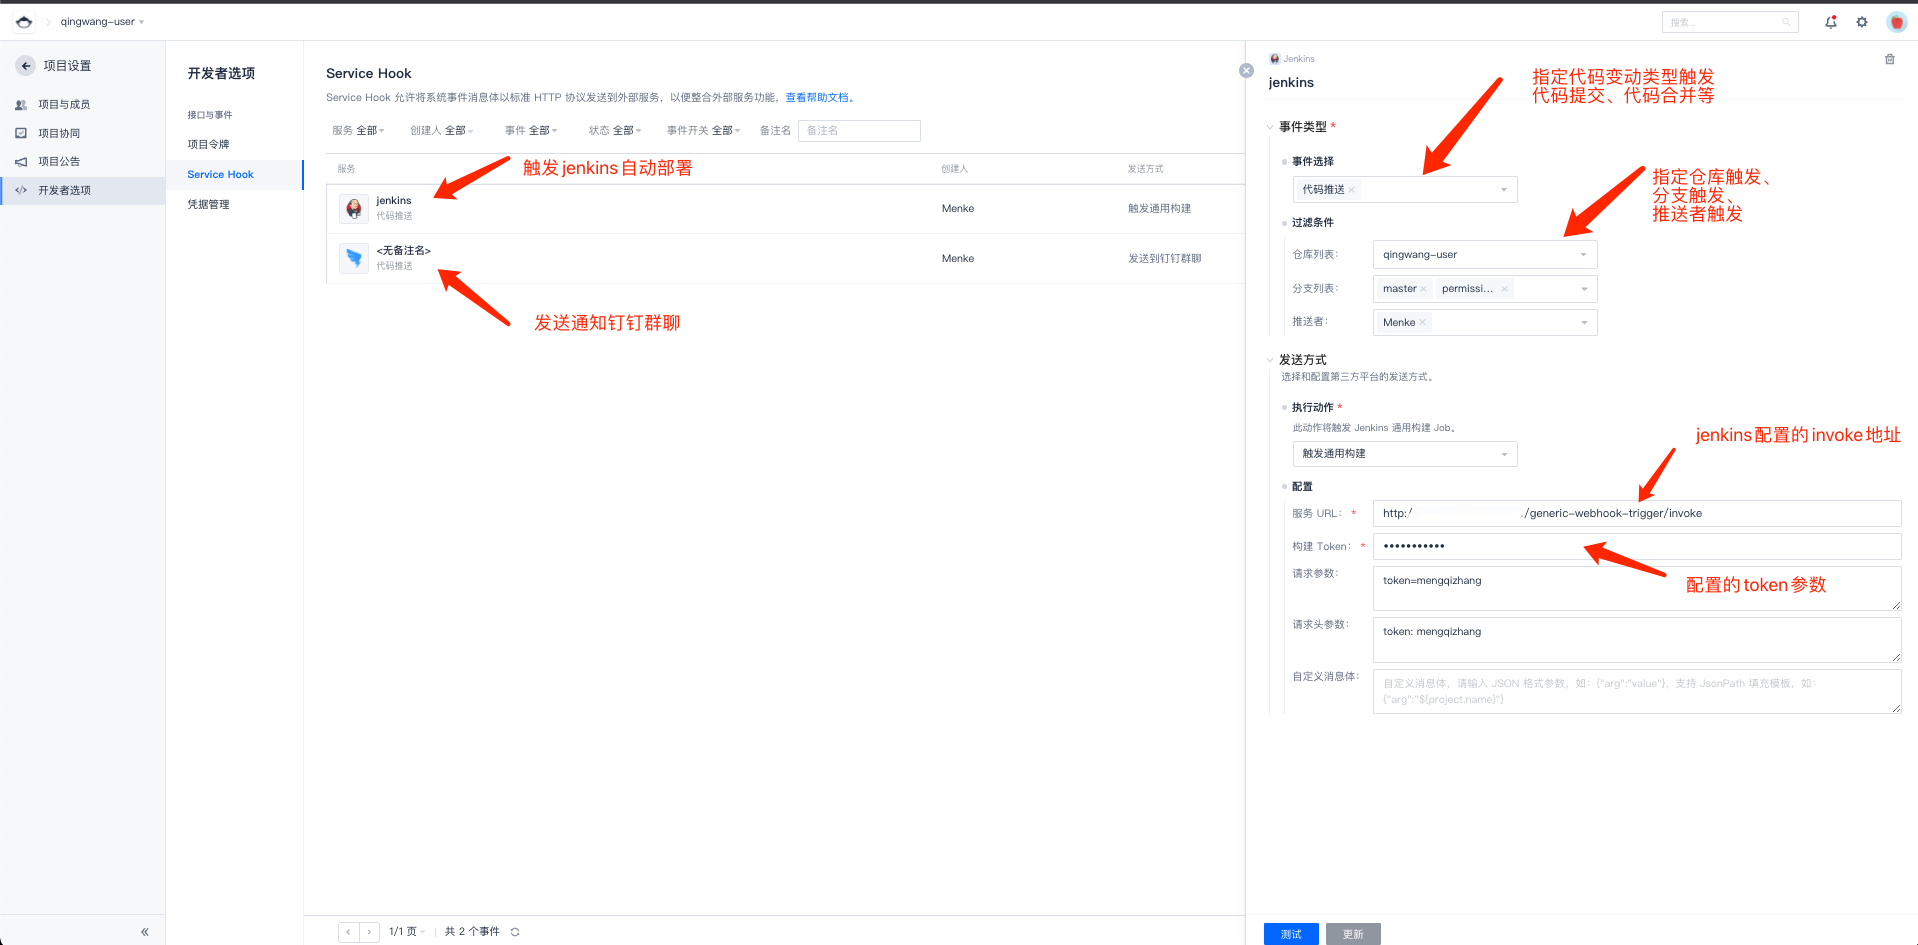 qingwang-user
搜索...
项目设置
项目与成员
项目协同
项目公告
开发者选项
开发者选项
接口与事件
项目令牌
Service Hook
凭据管理
Service Hook
Service Hook 允许将系统事件消息体以标准 HTTP 协议发送到外部服务，以便整合外部服务功能，查看帮助文档。
服务 全部 创建人 全部 事件 全部 状态 全部 事件开关 全部 备注名 备注名
服务 创建人 发送方式
触发jenkins自动部署
jenkins
代码推送
Menke
触发通用构建
<无备注名>
代码推送
Menke
发送到钉钉群聊
发送通知钉钉群聊
1/1 页
共 2 个事件
Jenkins
jenkins
指定代码变动类型触发
代码提交、代码合并等
事件类型 *
事件选择
代码推送
过滤条件
指定仓库触发、
分支触发、
推送者触发
仓库列表： qingwang-user
分支列表： master permissi...
推送者： Menke
发送方式
选择和配置第三方平台的发送方式。
执行动作 *
此动作将触发 Jenkins 通用构建 Job。
触发通用构建
jenkins配置的invoke地址
配置
服务 URL： * http:/ ./generic-webhook-trigger/invoke
构建 Token： * •••••••••••
请求参数： token=mengqizhang
配置的token参数
请求头参数： token: mengqizhang
自定义消息体： 自定义消息体，请输入 JSON 格式参数，如：{"arg":"value"}，支持 JsonPath 填充模板，如：
{"arg":"${project.name}"}
测试 更新